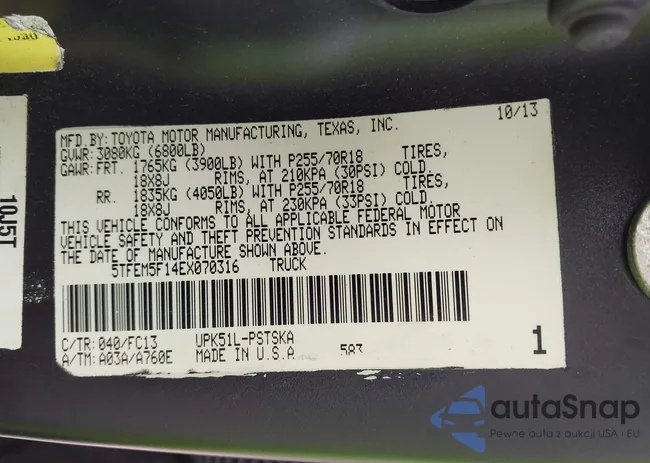 10/13
MFD.BY: TOYOTA MOTOR MANUFACTURING, TEXAS, INC.
GVWR: 3080KG (6800LB)
GAWR: FRT. 1765KG (3900LB) WITH P255/70R18 TIRES,
18X8J RIMS, AT 210KPA (30PSI) COLD.
RR. 1835KG (4050LB) WITH P255/70R18 TIRES,
18X8J RIMS, AT 230KPA (33PSI) COLD.
THIS VEHICLE CONFORMS TO ALL APPLICABLE FEDERAL MOTOR
VEHICLE SAFETY AND THEFT PREVENTION STANDARDS IN EFFECT ON
THE DATE OF MANUFACTURE SHOWN ABOVE.
5TFEM5F14EX070316 TRUCK
C/TR: 040/FC13 UPK51L-PSTSKA
A/TM: A03A/A760E MADE IN U.S.A 583 1
10J5T
autaSnap
Pewne auta z aukcji USA · EU